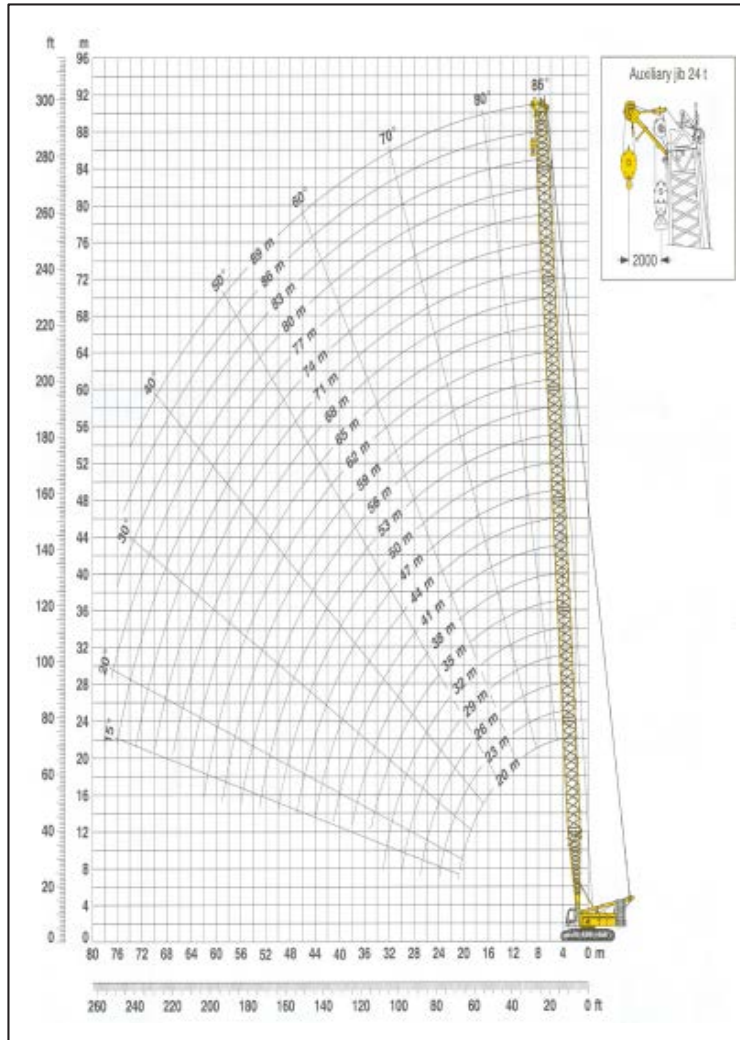 ft m
Auxiliary jib 24 t
2000
96
92
88
84
80
76
72
68
64
60
56
52
48
44
40
36
32
28
24
20
16
12
8
4
0
300
280
260
240
220
200
180
160
140
120
100
80
60
40
20
0
86°
80°
70°
60°
50°
40°
30°
20°
15°
89 m
86 m
83 m
80 m
77 m
74 m
71 m
68 m
65 m
62 m
59 m
56 m
53 m
50 m
47 m
44 m
41 m
38 m
35 m
32 m
29 m
26 m
23 m
20 m
80 76 72 68 64 60 56 52 48 44 40 36 32 28 24 20 16 12 8 4 0 m
260 240 220 200 180 160 140 120 100 80 60 40 20 0 ft